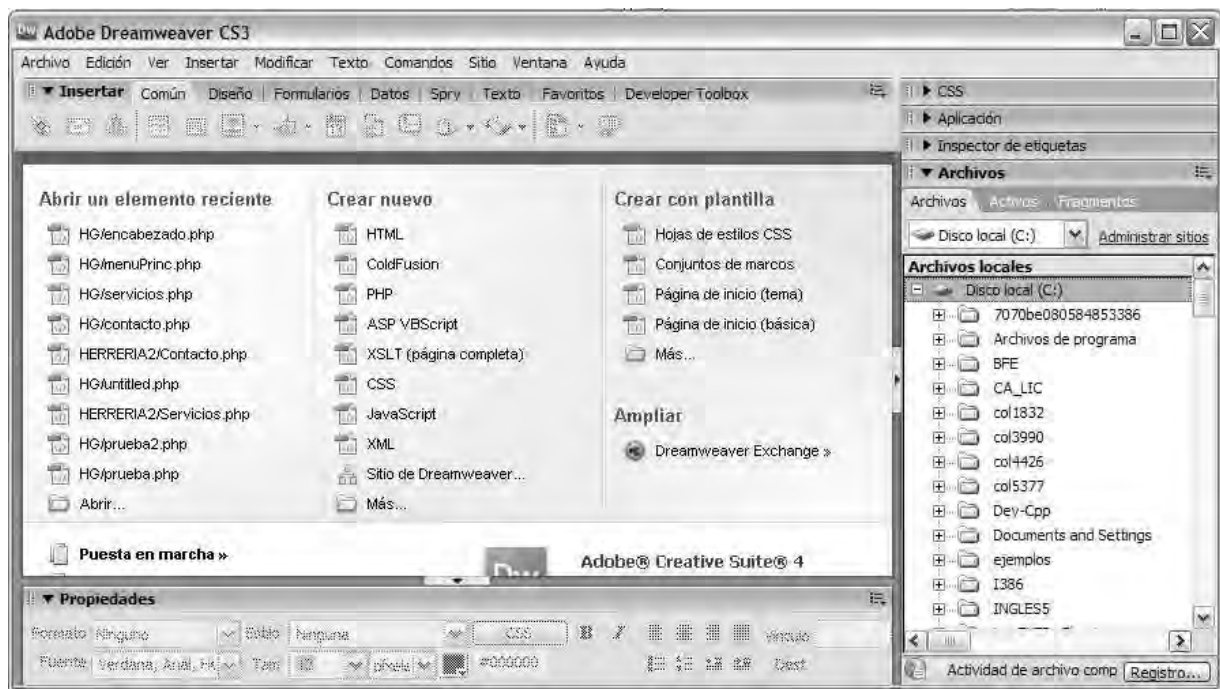 Dw Adobe Dreamweaver CS3
Archivo Edición Ver Insertar Modificar Texto Comandos Sitio Ventana Ayuda
Insertar Común Diseño Formularios Datos Spry Texto Favoritos Developer Toolbox
Abrir un elemento reciente
HG/encabezado.php
HG/menuPrinc.php
HG/servicios.php
HG/contacto.php
HERRERIA2/Contacto.php
HG/untitled.php
HERRERIA2/Servicios.php
HG/prueba2.php
HG/prueba.php
Abrir...
Crear nuevo
HTML
ColdFusion
PHP
ASP VBScript
XSLT (página completa)
CSS
JavaScript
XML
Sitio de Dreamweaver...
Más...
Crear con plantilla
Hojas de estilos CSS
Conjuntos de marcos
Página de inicio (tema)
Página de inicio (básica)
Más...
Ampliar
Dreamweaver Exchange »
Puesta en marcha »
Dw
Adobe® Creative Suite® 4
Propiedades
Formato Ninguno Estilo Ninguna CSS B I Vínculo
Fuente Verdana, Arial, Tam píxels #000000 Dest
CSS
Aplicación
Inspector de etiquetas
Archivos
Archivos Activos Fragmentos
Disco local (C:) Administrar sitios
Archivos locales
Disco local (C:)
7070be080584853386
Archivos de programa
BFE
CA_LIC
col1832
col3990
col4426
col5377
Dev-Cpp
Documents and Settings
ejemplos
I386
INGLES5
Actividad de archivo comp Registro...